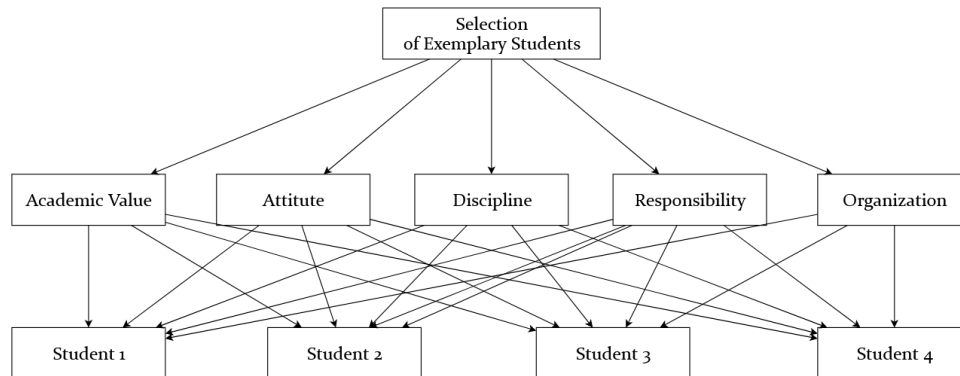 Selection
of Exemplary Students
Academic Value
Attitute
Discipline
Responsibility
Organization
Student 1
Student 2
Student 3
Student 4